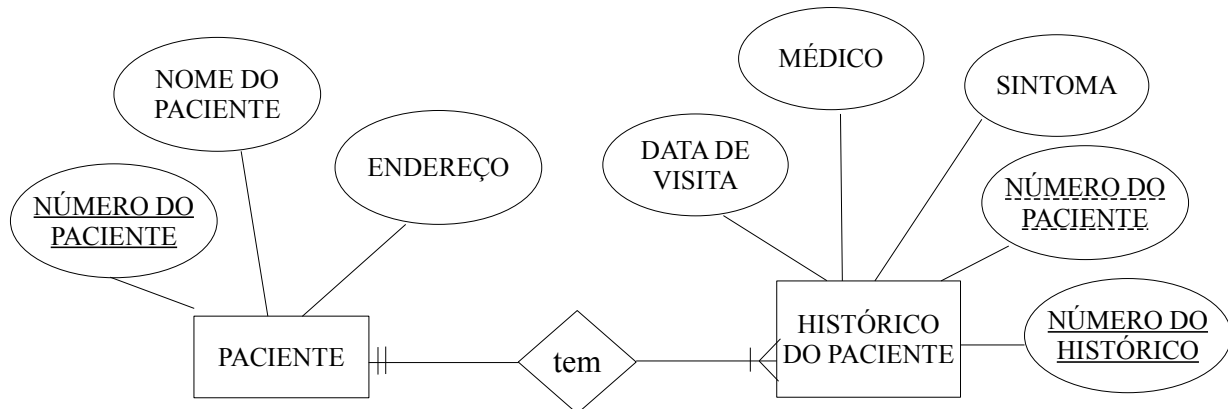 NOME DO
PACIENTE
ENDEREÇO
NÚMERO DO
PACIENTE
PACIENTE
tem
MÉDICO
SINTOMA
DATA DE
VISITA
NÚMERO DO
PACIENTE
HISTÓRICO
DO PACIENTE
NÚMERO DO
HISTÓRICO